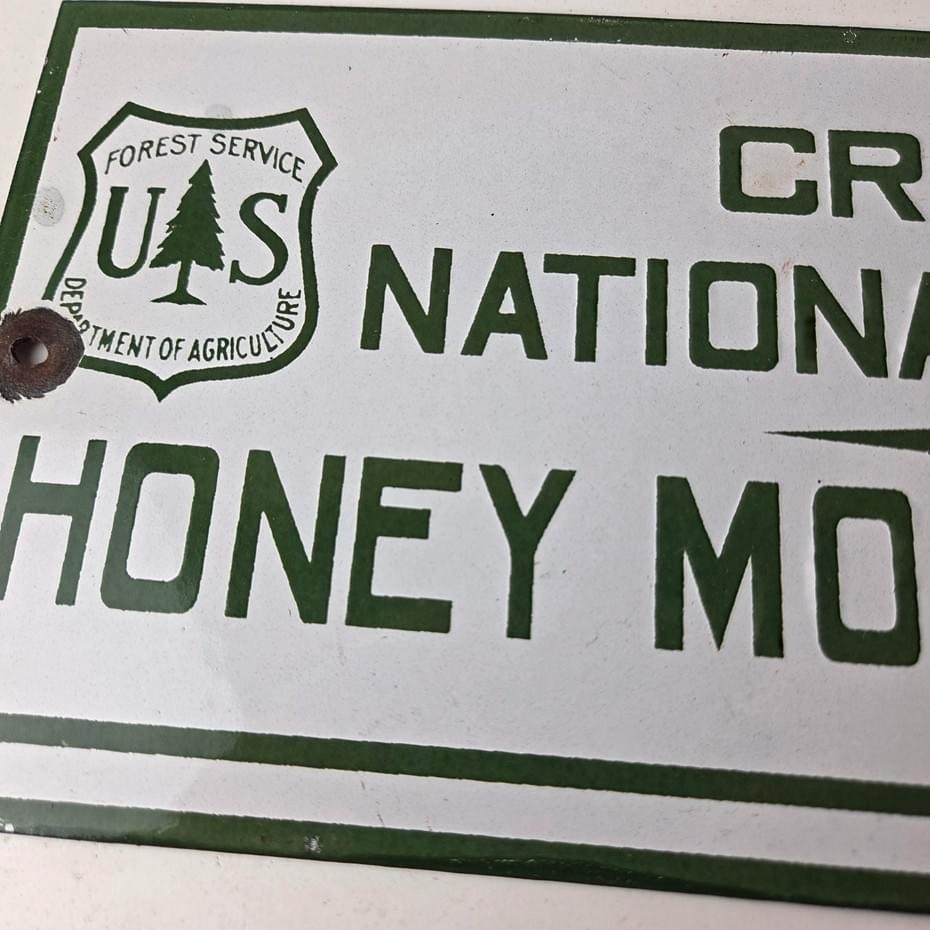 FOREST SERVICE
U S
DEPARTMENT OF AGRICULTURE
CR
NATIONA
HONEY MO